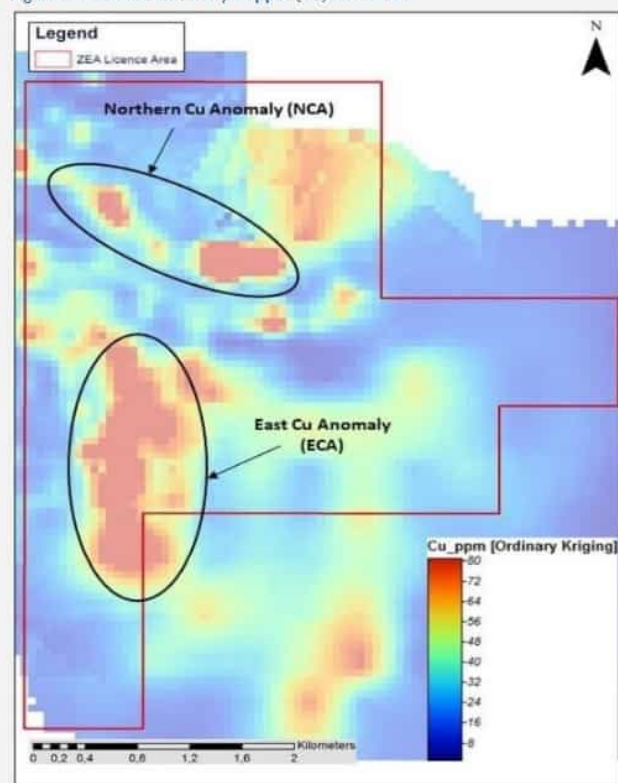 Legend
ZEA Licence Area
N
Northern Cu Anomaly (NCA)
East Cu Anomaly
(ECA)
Cu_ppm [Ordinary Kriging]
80
72
64
56
48
40
32
24
16
8
Kilometers
0 0,2 0,4 0,8 1,2 1,6 2